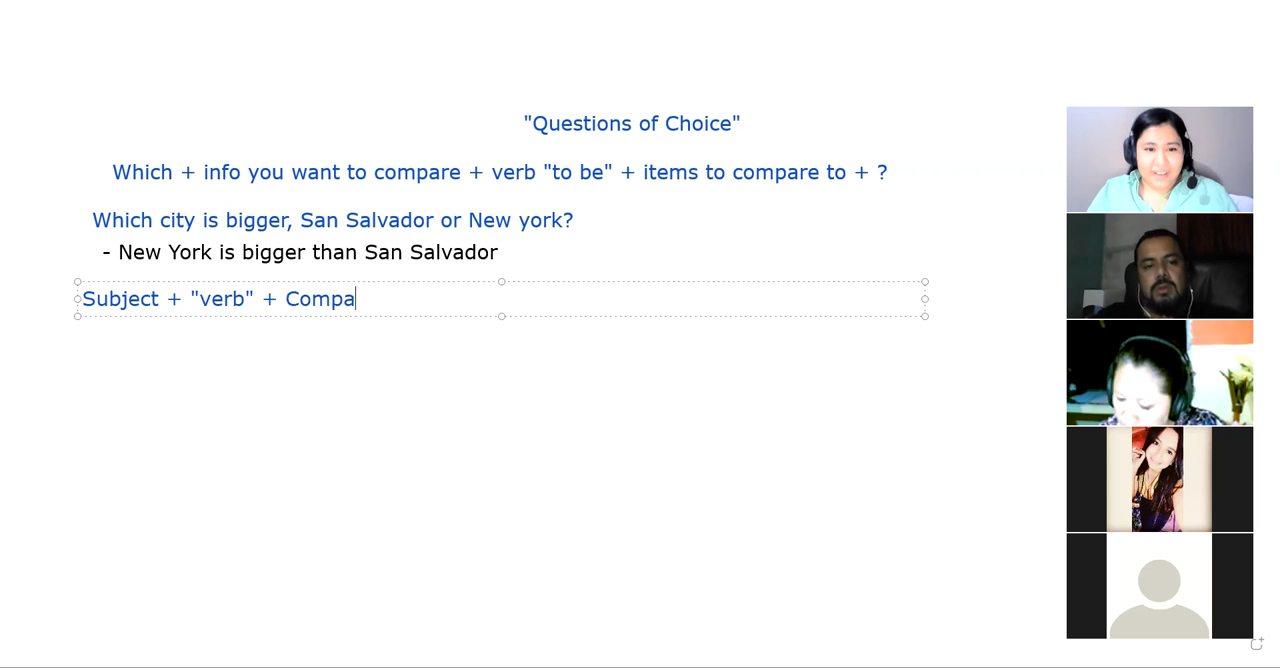 "Questions of Choice"
Which + info you want to compare + verb "to be" + items to compare to + ?
Which city is bigger, San Salvador or New york?
- New York is bigger than San Salvador
Subject + "verb" + Compa